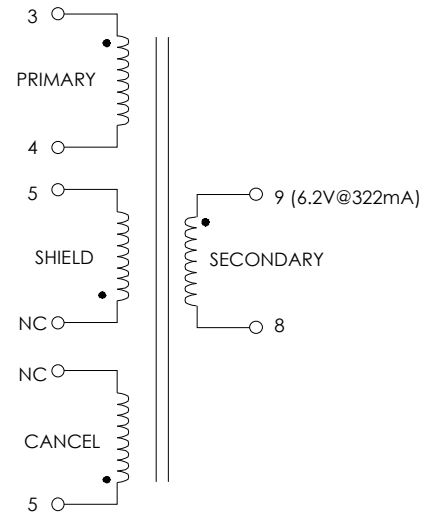 3
PRIMARY
4
5
9 (6.2V@322mA)
SHIELD
SECONDARY
NC
8
NC
CANCEL
5